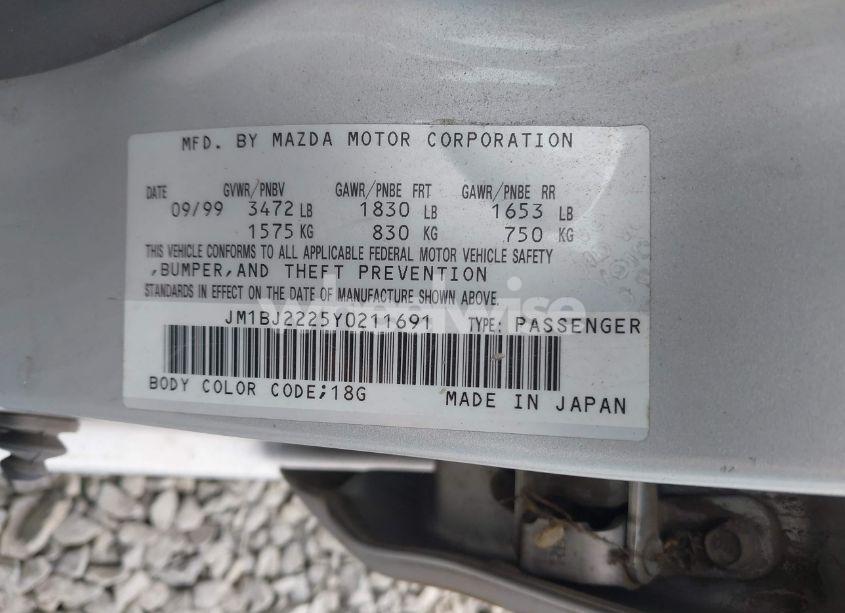 MFD. BY MAZDA MOTOR CORPORATION
DATE GVWR/PNBV GAWR/PNBE FRT GAWR/PNBE RR
09/99 3472 LB 1830 LB 1653 LB
1575 KG 830 KG 750 KG
THIS VEHICLE CONFORMS TO ALL APPLICABLE FEDERAL MOTOR VEHICLE SAFETY
,BUMPER,AND THEFT PREVENTION
STANDARDS IN EFFECT ON THE DATE OF MANUFACTURE SHOWN ABOVE.
wheelwise
JM1BJ2225Y0211691 TYPE: PASSENGER
BODY COLOR CODE;18G MADE IN JAPAN